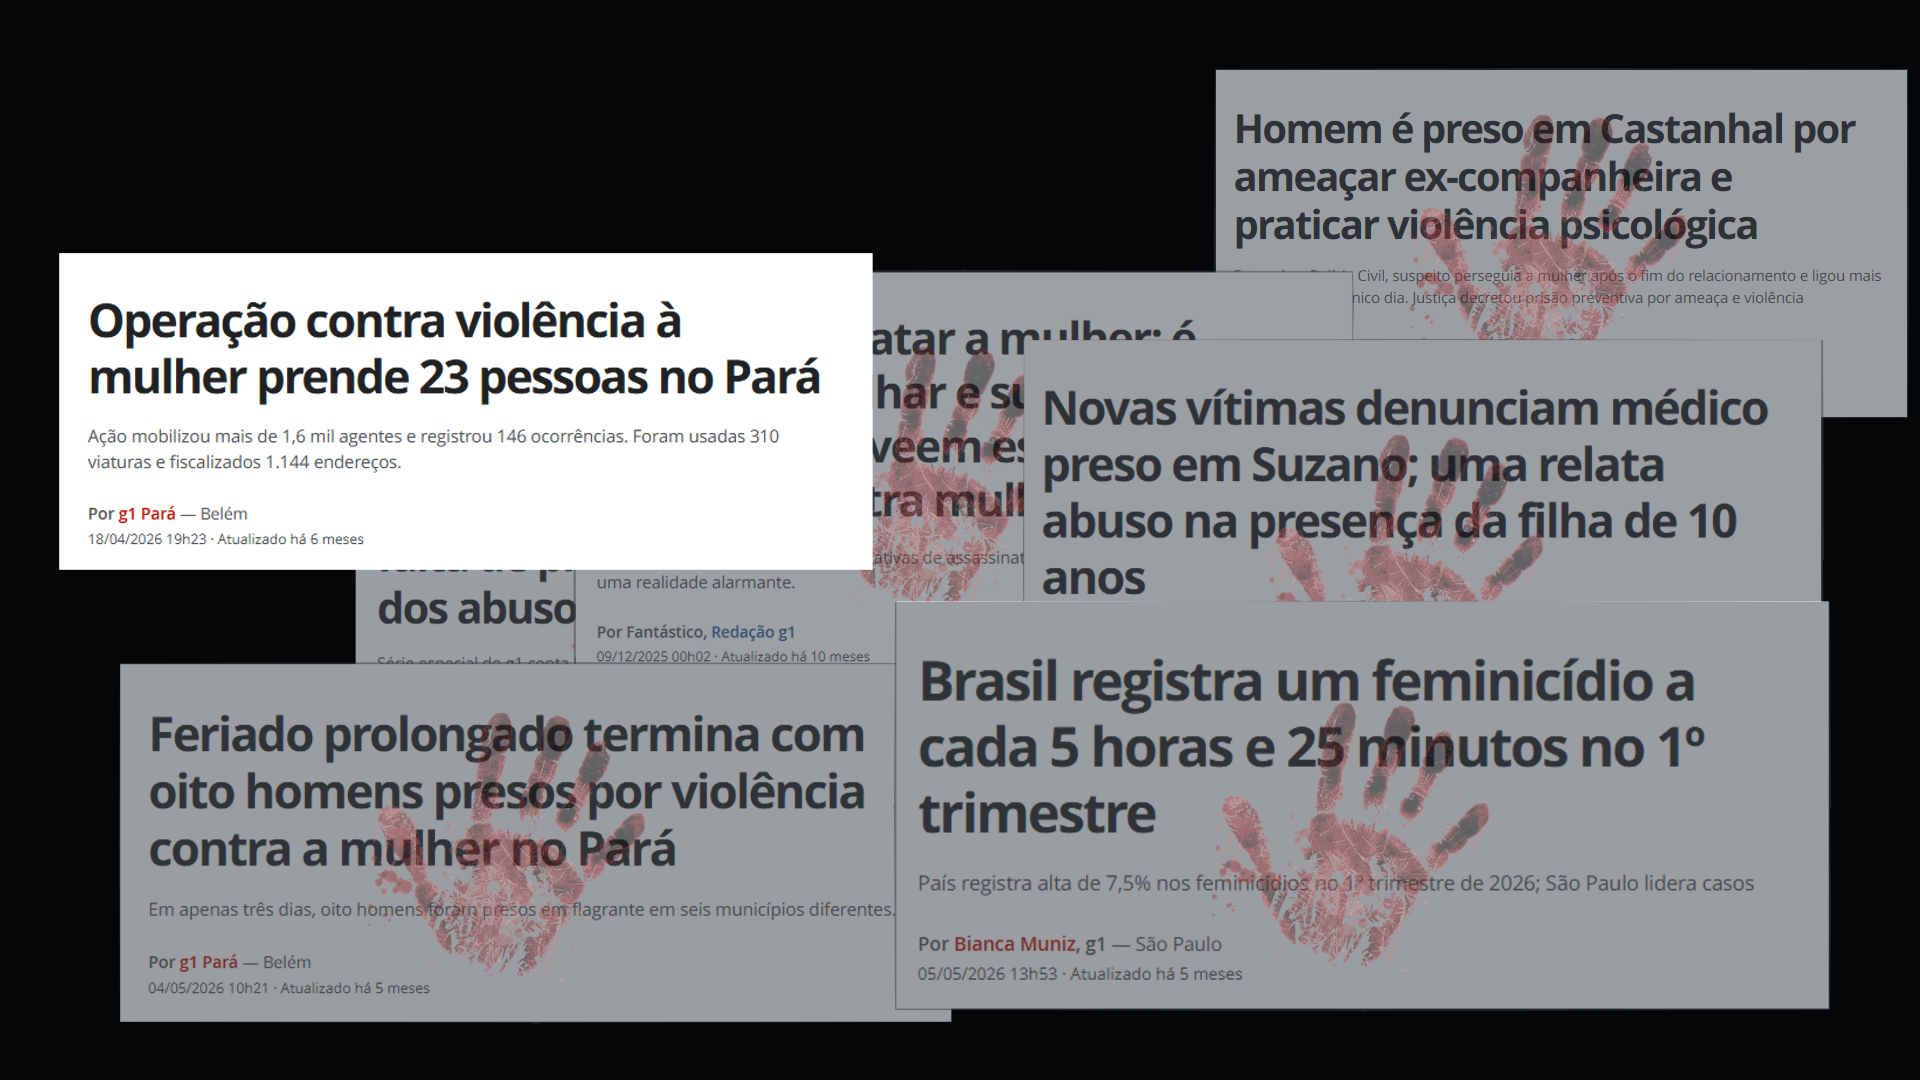 Homem é preso em Castanhal por
ameaçar ex-companheira e
praticar violência psicológica
Civil, suspeito perseguia a mulher após o fim do relacionamento e ligou mais
dia. Justiça decretou prisão preventiva por ameaça e violência
Operação contra violência à
mulher prende 23 pessoas no Pará
Ação mobilizou mais de 1,6 mil agentes e registrou 146 ocorrências. Foram usadas 310
viaturas e fiscalizados 1.144 endereços.
Por g1 Pará — Belém
18/04/2026 19h23 · Atualizado há 6 meses
a mulher: é
e
veem
uma realidade alarmante.
Por Fantástico, Redação g1
09/12/2025 00h02 · Atualizado há 10 meses
Novas vítimas denunciam médico
preso em Suzano; uma relata
abuso na presença da filha de 10
anos
dos abuso
Série especial do g1 conta
Feriado prolongado termina com
oito homens presos por violência
contra a mulher no Pará
Em apenas três dias, oito homens foram presos em flagrante em seis municípios diferentes.
Por g1 Pará — Belém
04/05/2026 10h21 · Atualizado há 5 meses
Brasil registra um feminicídio a
cada 5 horas e 25 minutos no 1º
trimestre
País registra alta de 7,5% nos feminicídios no 1º trimestre de 2026; São Paulo lidera casos
Por Bianca Muniz, g1 — São Paulo
05/05/2026 13h53 · Atualizado há 5 meses